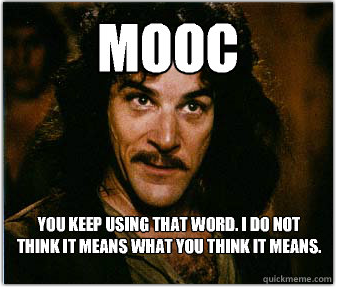 MOOC
YOU KEEP USING THAT WORD. I DO NOT
THINK IT MEANS WHAT YOU THINK IT MEANS.
quickmeme.com